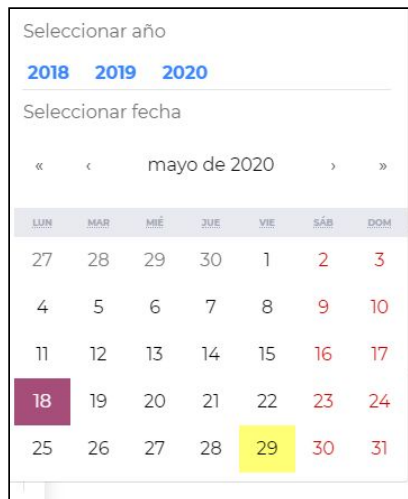 Seleccionar año
2018 2019 2020
Seleccionar fecha
« ‹ mayo de 2020 › »
LUN MAR MIÉ JUE VIE SÁB DOM
27 28 29 30 1 2 3
4 5 6 7 8 9 10
11 12 13 14 15 16 17
18 19 20 21 22 23 24
25 26 27 28 29 30 31